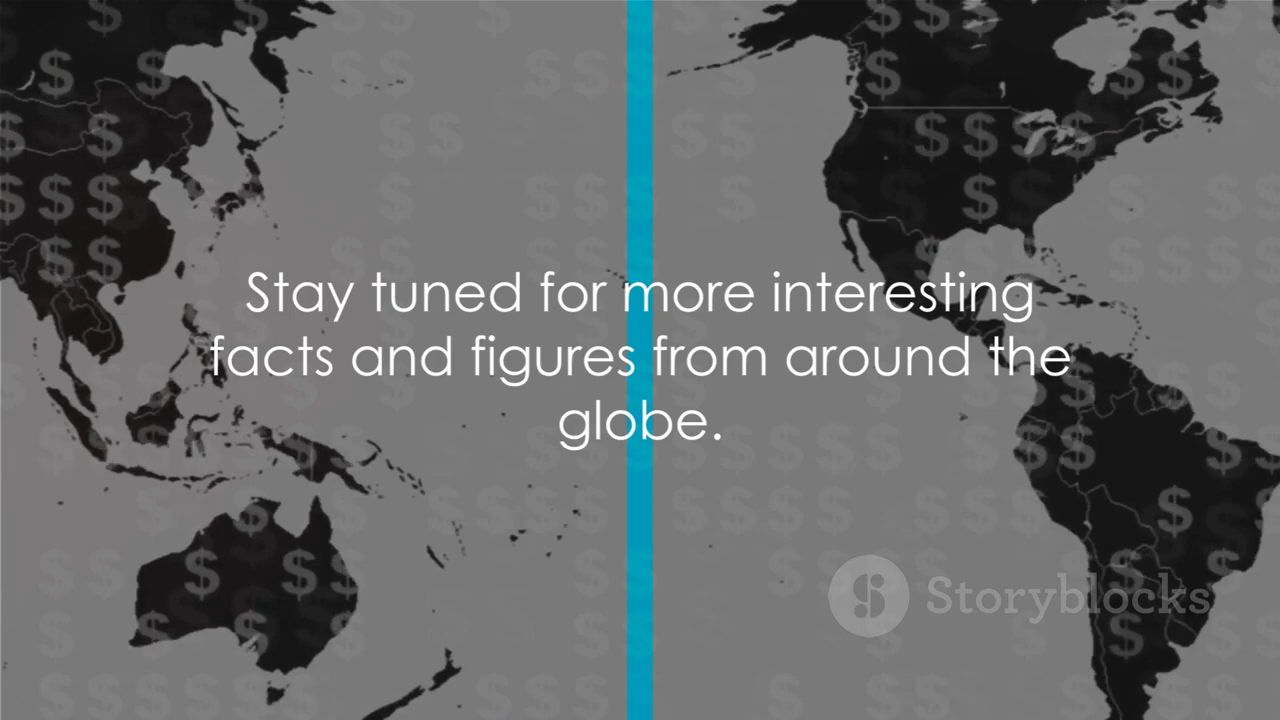 Stay tuned for more interesting
facts and figures from around the
globe.
Storyblocks